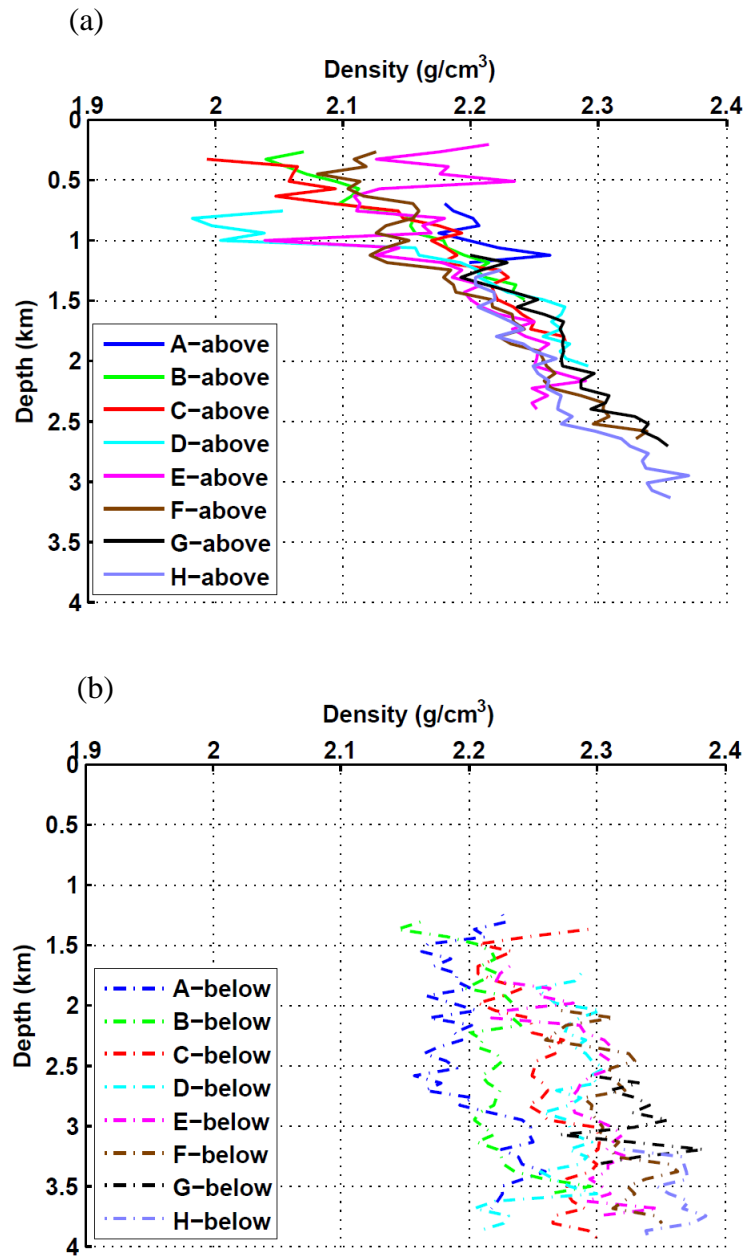 (a)
Density (g/cm³)
1.9 2 2.1 2.2 2.3 2.4
0
0.5
1
1.5
2
2.5
3
3.5
4
Depth (km)
A−above
B−above
C−above
D−above
E−above
F−above
G−above
H−above
(b)
Density (g/cm³)
1.9 2 2.1 2.2 2.3 2.4
0
0.5
1
1.5
2
2.5
3
3.5
4
Depth (km)
A−below
B−below
C−below
D−below
E−below
F−below
G−below
H−below